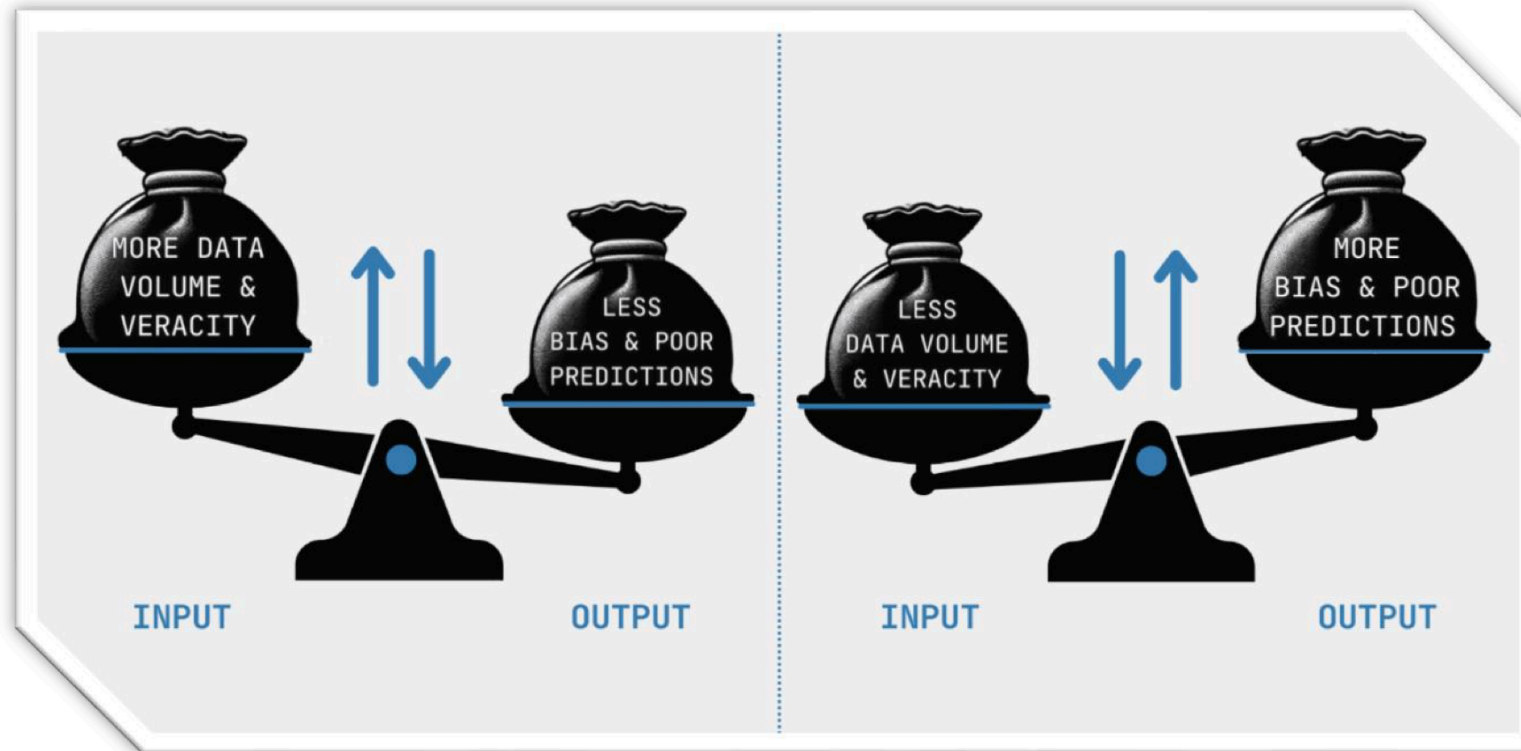 MORE DATA
VOLUME &
VERACITY
LESS
BIAS & POOR
PREDICTIONS
INPUT
OUTPUT
LESS
DATA VOLUME
& VERACITY
MORE
BIAS & POOR
PREDICTIONS
INPUT
OUTPUT